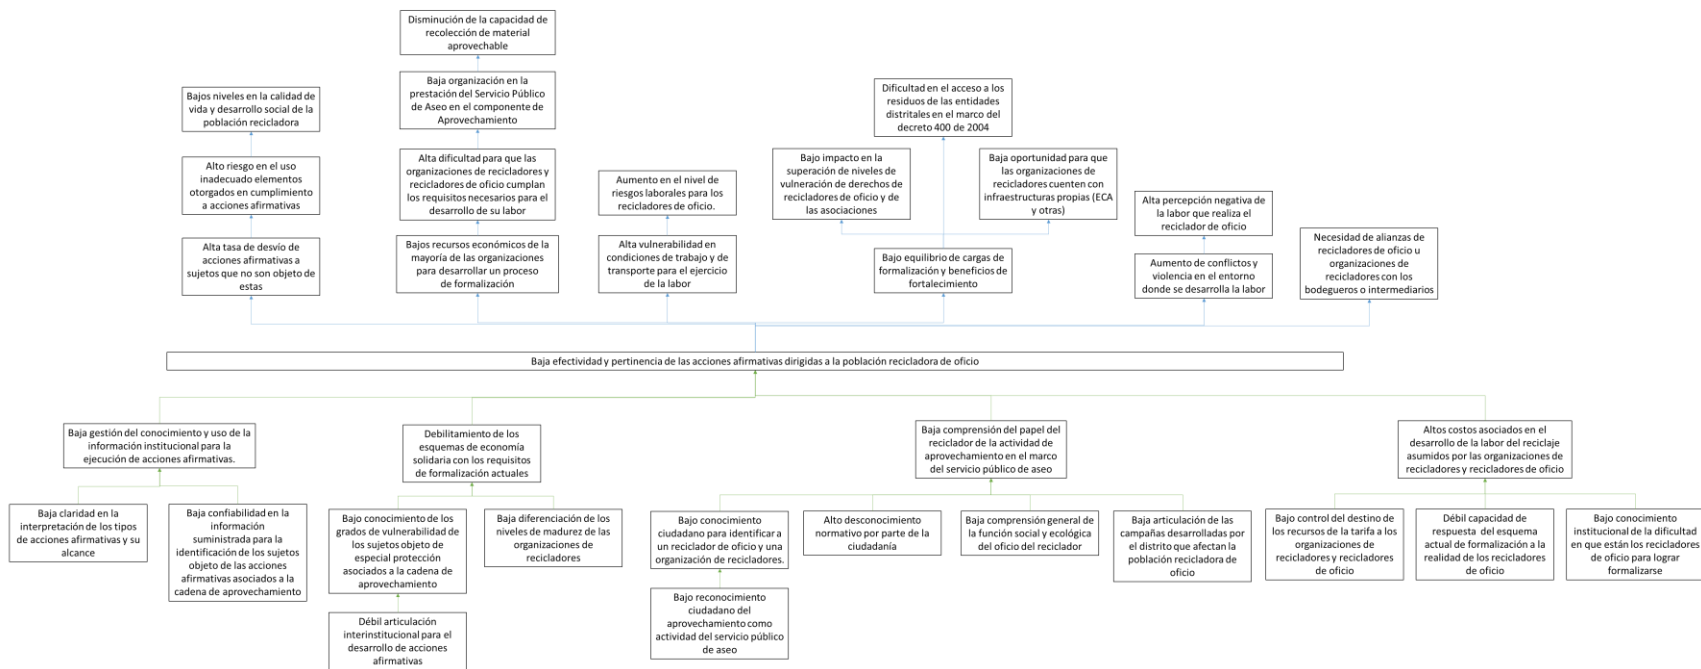 Disminución de la capacidad de
recolección de material
aprovechable
Baja organización en la
prestación del Servicio Público
de Aseo en el componente de
Aprovechamiento
Bajos niveles en la calidad de
vida y desarrollo social de la
población recicladora
Dificultad en el acceso a los
residuos de las entidades
distritales en el marco del
decreto 400 de 2004
Alto riesgo en el uso
inadecuado elementos
otorgados en cumplimiento
a acciones afirmativas
Alta dificultad para que las
organizaciones de recicladores y
recicladores de oficio cumplan
los requisitos necesarios para el
desarrollo de su labor
Aumento en el nivel de
riesgos laborales para los
recicladores de oficio.
Bajo impacto en la
superación de niveles de
vulneración de derechos de
recicladores de oficio y de
las asociaciones
Baja oportunidad para que
las organizaciones de
recicladores cuenten con
infraestructuras propias (ECA
y otras)
Alta percepción negativa de
la labor que realiza el
reciclador de oficio
Alta tasa de desvío de
acciones afirmativas a
sujetos que no son objeto de
estas
Bajos recursos económicos de la
mayoría de las organizaciones
para desarrollar un proceso
de formalización
Alta vulnerabilidad en
condiciones de trabajo y de
transporte para el ejercicio
de la labor
Bajo equilibrio de cargas de
formalización y beneficios de
fortalecimiento
Aumento de conflictos y
violencia en el entorno
donde se desarrolla la labor
Necesidad de alianzas de
recicladores de oficio u
organizaciones de
recicladores con los
bodegueros o intermediarios
Baja efectividad y pertinencia de las acciones afirmativas dirigidas a la población recicladora de oficio
Baja gestión del conocimiento y uso de la
información institucional para la
ejecución de acciones afirmativas.
Debilitamiento de los
esquemas de economía
solidaria con los requisitos
de formalización actuales
Baja comprensión del papel del
reciclador de la actividad de
aprovechamiento en el marco
del servicio público de aseo
Altos costos asociados en el
desarrollo de la labor del reciclaje
asumidos por las organizaciones de
recicladores y recicladores de oficio
Baja claridad en la
interpretación de los tipos
de acciones afirmativas y su
alcance
Baja confiabilidad en la
información
suministrada para la
identificación de los sujetos
objeto de las acciones
afirmativas asociados a la
cadena de aprovechamiento
Bajo conocimiento de los
grados de vulnerabilidad de
los sujetos objeto de
especial protección
asociados a la cadena de
aprovechamiento
Baja diferenciación de los
niveles de madurez de las
organizaciones de
recicladores
Bajo conocimiento
ciudadano para identificar a
un reciclador de oficio y una
organización de recicladores.
Alto desconocimiento
normativo por parte de la
ciudadanía
Baja comprensión general de
la función social y ecológica
del oficio del reciclador
Baja articulación de las
campañas desarrolladas por
el distrito que afectan la
población recicladora de
oficio
Bajo control del destino de
los recursos de la tarifa a los
organizaciones de
recicladores y recicladores
de oficio
Débil capacidad de
respuesta del esquema
actual de formalización a la
realidad de los recicladores
de oficio
Bajo conocimiento
institucional de la dificultad
en que están los recicladores
de oficio para lograr
formalizarse
Débil articulación
interinstitucional para el
desarrollo de acciones
afirmativas
Bajo reconocimiento
ciudadano del
aprovechamiento como
actividad del servicio público
de aseo